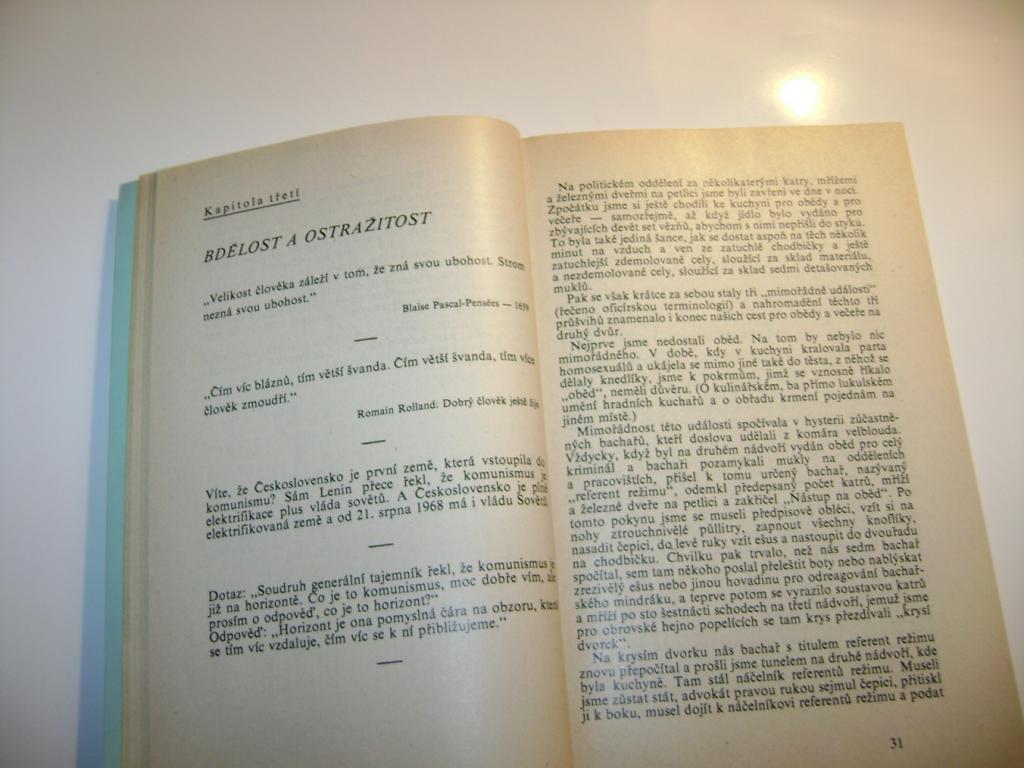 Kapitola třetí
BDĚLOST A OSTRAŽITOST
„Velikost člověka záleží v tom, že zná svou ubohost. Strom
nezná svou ubohost.“
Blaise Pascal-Pensées — 1659
„Čím víc bláznů, tím větší švanda. Čím větší švanda, tím více
člověk zmoudří.“
Romain Rolland: Dobrý člověk ještě žije
Víte, že Československo je první země, která vstoupila do
komunismu? Sám Lenin přece řekl, že komunismus je
elektrifikace plus vláda sovětů. A Československo je plně
elektrifikovaná země a od 21. srpna 1968 má i vládu Sovětů.
Dotaz: „Soudruh generální tajemník řekl, že komunismus je
již na horizontě. Co je to komunismus, moc dobře vím, ale
prosím o odpověď, co je to horizont?“
Odpověď: „Horizont je ona pomyslná čára na obzoru, která
se tím víc vzdaluje, čím víc se k ní přibližujeme.“
Na politickém oddělení za několikaterými katry, mřížemi
a železnými dveřmi na petlici jsme byli zavření ve dne v noci.
Zpočátku jsme si ještě chodili ke kuchyni pro obědy a pro
večeře — samozřejmě, až když jídlo bylo vydáno pro
zbývajících devět set vězňů, abychom s nimi nepřišli do styku.
To byla také jediná šance, jak se dostat aspoň na těch několik
minut na vzduch a ven ze zatuchlé chodbičky a ještě
zatuchlejší zdemolované cely, sloužící za sklad materiálu,
a nezdemolované cely, sloužící za sklad sedmi detašovaných
muklů.
Pak se však krátce za sebou staly tři „mimořádné události“
(řečeno oficírskou terminologií) a nahromadění těchto tří
průšvihů znamenalo i konec našich cest pro obědy a večeře na
druhý dvůr.
Nejprve jsme nedostali oběd. Na tom by nebylo nic
mimořádného. V době, kdy v kuchyni kralovala parta
homosexuálů a ukájela se mimo jiné také do těsta, z něhož se
dělaly knedlíky, jsme k pokrmům, jimž se vznosně říkalo
„oběd“, neměli důvěru. (O kulinářském, ba přímo lukulském
umění hradních kuchařů a o obřadu krmení pojednám na
jiném místě.)
Mimořádnost této události spočívala v hysterii zúčastně-
ných bachařů, kteří doslova udělali z komára velblouda.
Vždycky, když byl na druhém nádvoří vydán oběd pro celý
kriminál a bachaři pozamykali mukly na odděleních
a pracovištích, přišel k tomu určený bachař, nazývaný
„referent režimu“, odemkl předepsaný počet katrů, mříží
a železné dveře na petlici a zakřičel „Nástup na oběd“. Po
tomto pokynu jsme se museli předpisově obléci, vzít si na
nohy ztrouchnivělé půllitry, zapnout všechny knoflíky,
nasadit čepici, do levé ruky vzít ešus a nastoupit do dvouřadu
na chodbičku. Chvilku pak trvalo, než nás sedm bachař
spočítal, sem tam někoho poslal přeleštit boty nebo nablýskat
zrezivělý ešus nebo jinou hovadinu pro odreagování bachař-
ského mindráku, a teprve potom se vyrazilo soustavou katrů
a mříží po sto šestnácti schodech na třetí nádvoří, jemuž jsme
pro obrovské hejno popelících se tam krys přezdívali „krysí
dvorek“.
Na krysím dvorku nás bachař s titulem referent režimu
znovu přepočítal a prošli jsme tunelem na druhé nádvoří, kde
byla kuchyně. Tam stál náčelník referentů režimu. Museli
jsme zůstat stát, advokát pravou rukou sejmul čepici, přitiskl
ji k boku, musel dojít k náčelníkovi referentů režimu a podat
31